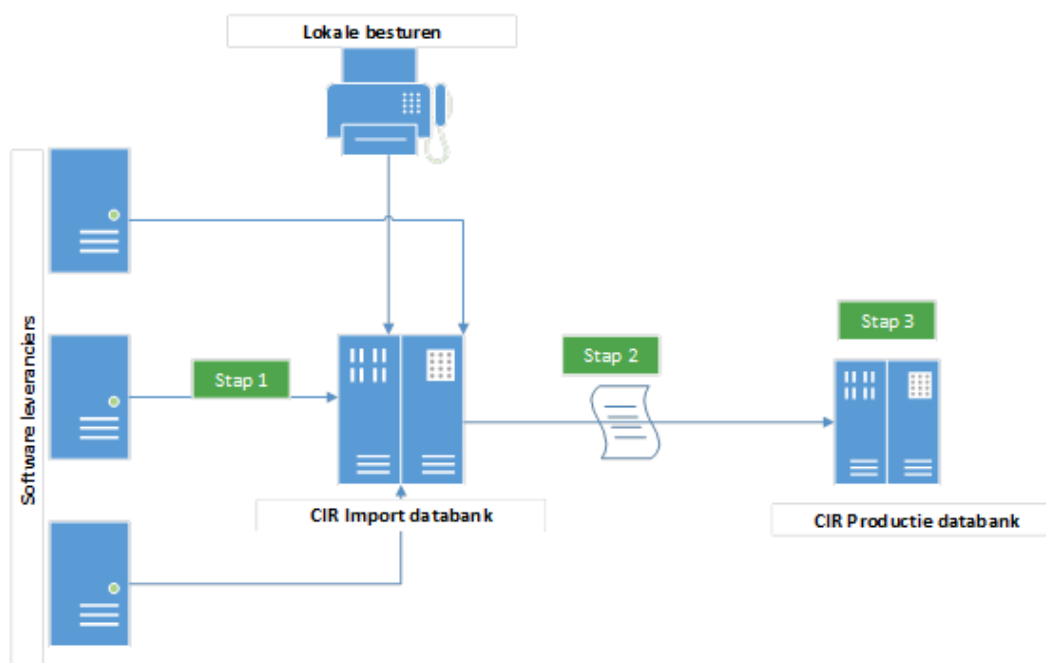 Lokale besturen
Software leveranciers
Stap 1
Stap 2
Stap 3
CIR Import databank
CIR Productie databank